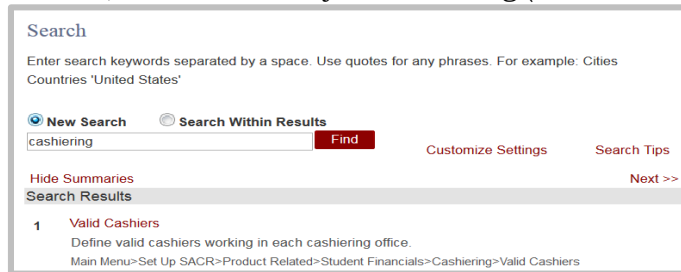 Search
Enter search keywords separated by a space. Use quotes for any phrases. For example: Cities
Countries 'United States'
New Search Search Within Results
cashiering Find Customize Settings Search Tips
Hide Summaries Next >>
Search Results
1 Valid Cashiers
Define valid cashiers working in each cashiering office.
Main Menu>Set Up SACR>Product Related>Student Financials>Cashiering>Valid Cashiers